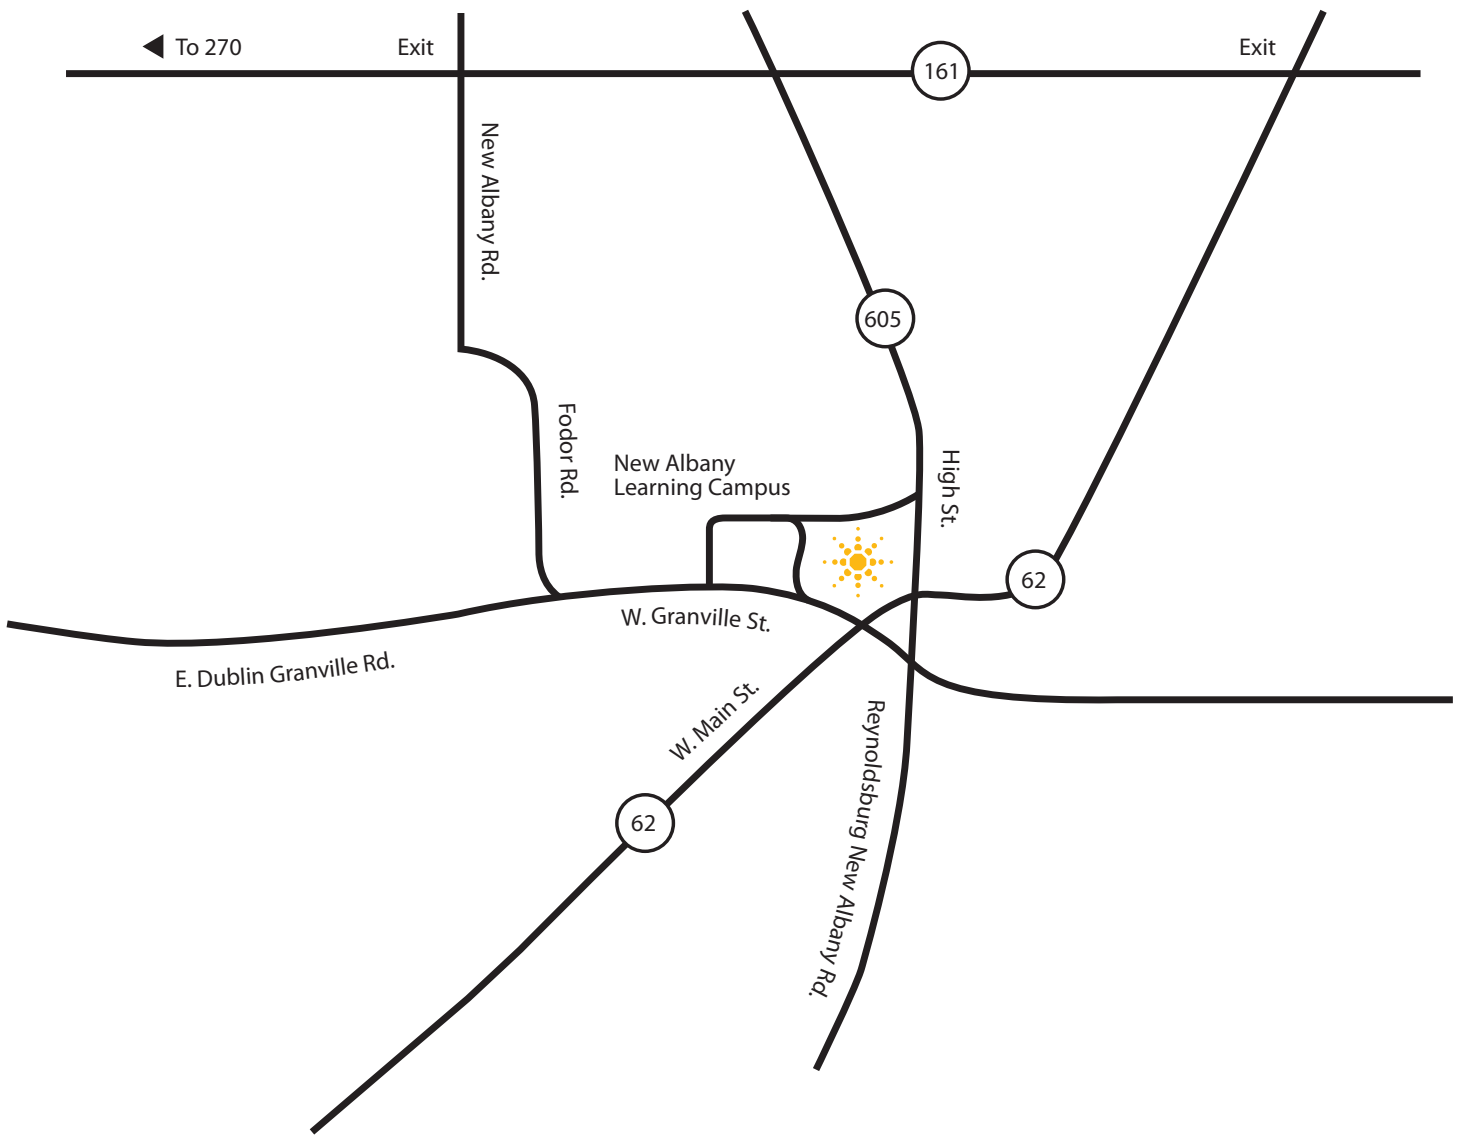 To 270
Exit
161
Exit
New Albany Rd.
605
Fodor Rd.
New Albany
Learning Campus
High St.
62
W. Granville St.
E. Dublin Granville Rd.
W. Main St.
Reynoldsburg New Albany Rd.
62